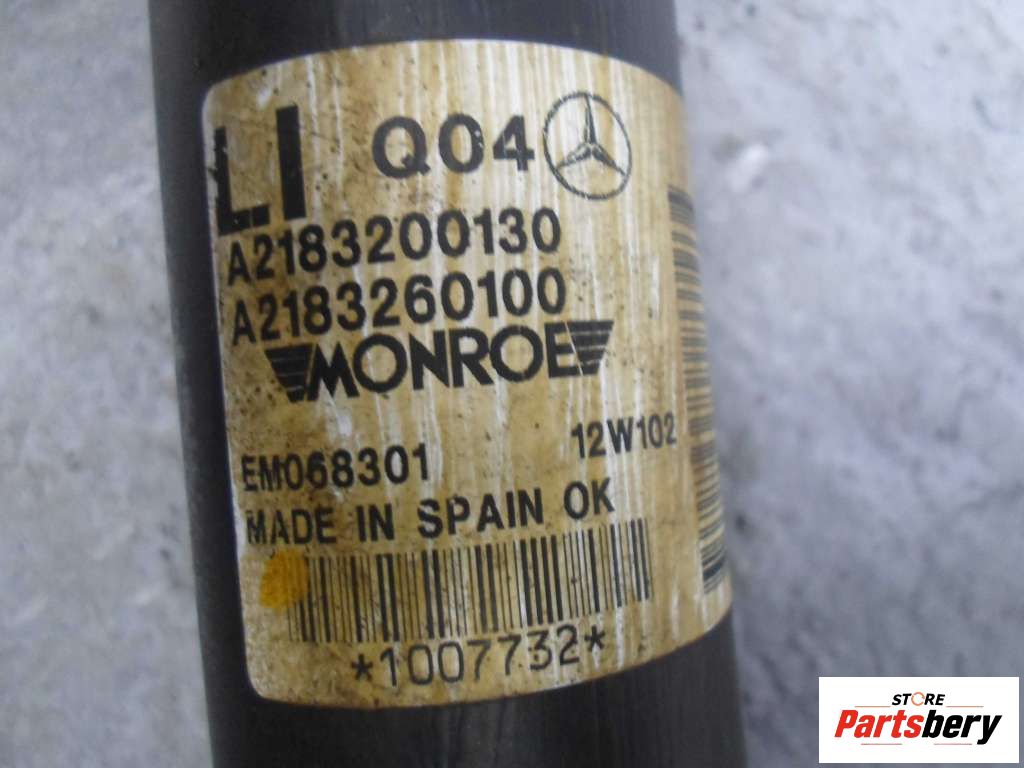 LI Q04
A2183200130
A2183260100
MONROE
EM068301 12W102
MADE IN SPAIN OK
*1007732*
STORE
Partsbery